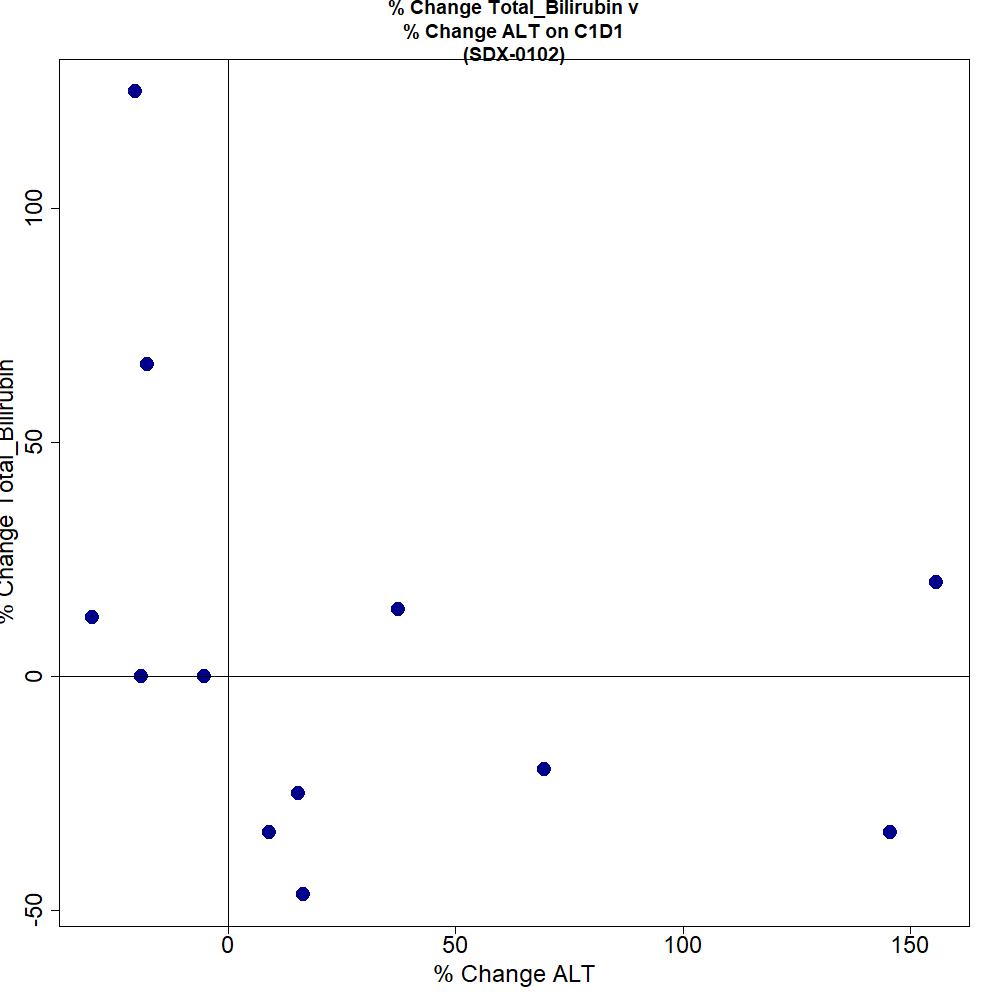 % Change Total_Bilirubin v
% Change ALT on C1D1
(SDX-0102)
% Change Total_Bilirubin
100
50
0
-50
0
50
100
150
% Change ALT